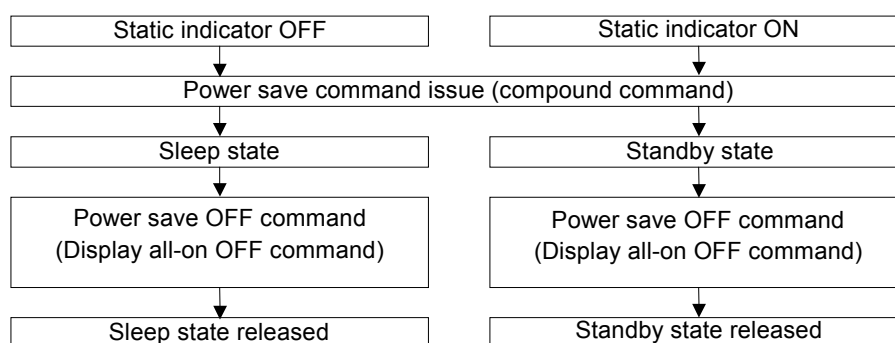 Static indicator OFF
Static indicator ON
Power save command issue (compound command)
Sleep state
Standby state
Power save OFF command
(Display all-on OFF command)
Power save OFF command
(Display all-on OFF command)
Sleep state released
Standby state released